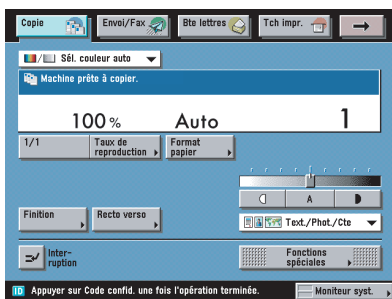 Copie Envoi/Fax Bte lettres Tch impr.
Sél. couleur auto
Machine prête à copier.
100 % Auto 1
1/1 Taux de reproduction Format papier
A
Finition Recto verso Text./Phot./Cte
Inter-
ruption
Fonctions
spéciales
ID Appuyer sur Code confid. une fois l'opération terminée. Moniteur syst.